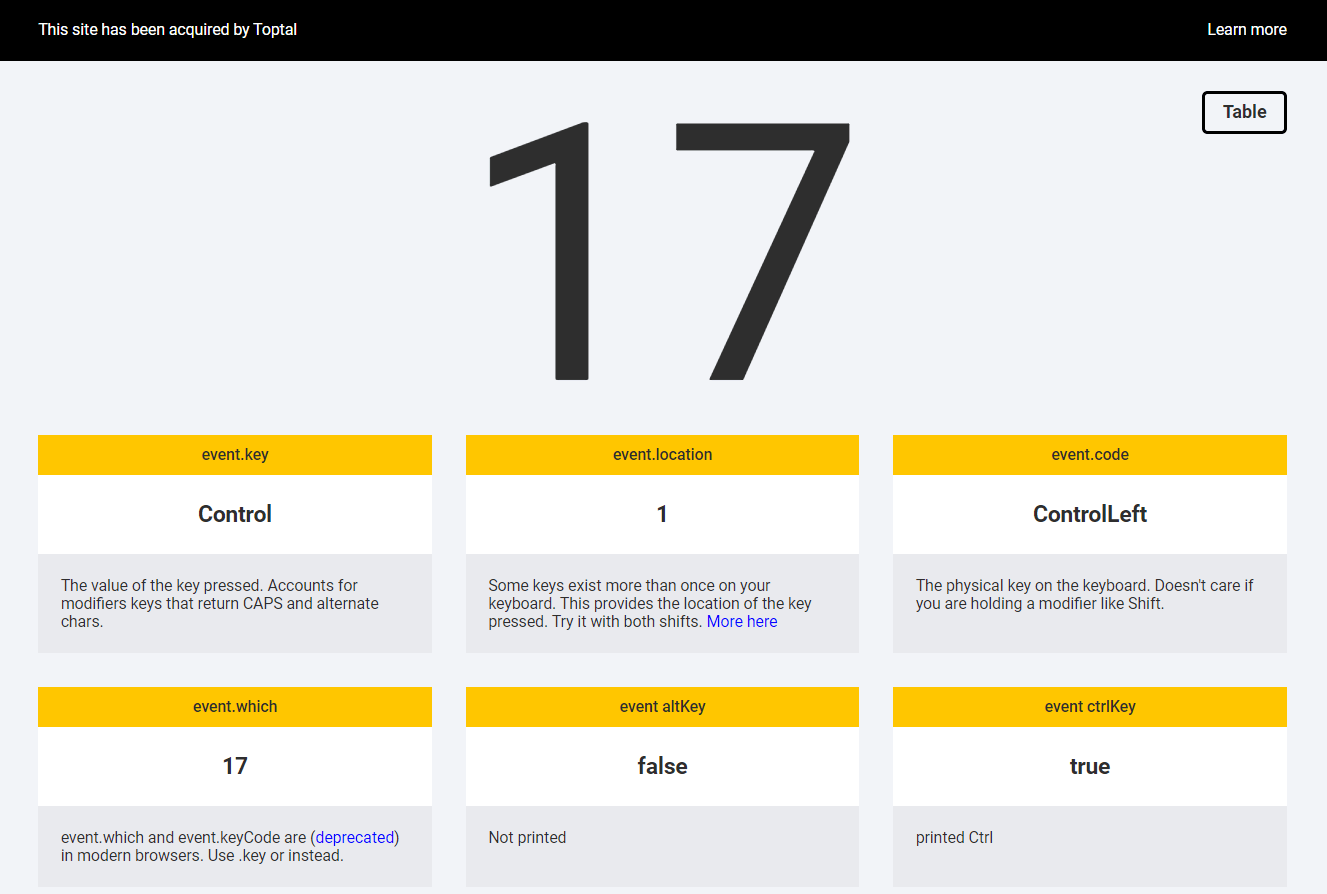 This site has been acquired by Toptal
Learn more
Table
17
event.key
Control
The value of the key pressed. Accounts for
modifiers keys that return CAPS and alternate
chars.
event.location
1
Some keys exist more than once on your
keyboard. This provides the location of the key
pressed. Try it with both shifts. More here
event.code
ControlLeft
The physical key on the keyboard. Doesn't care if
you are holding a modifier like Shift.
event.which
17
event.which and event.keyCode are (deprecated)
in modern browsers. Use .key or instead.
event altKey
false
Not printed
event ctrlKey
true
printed Ctrl